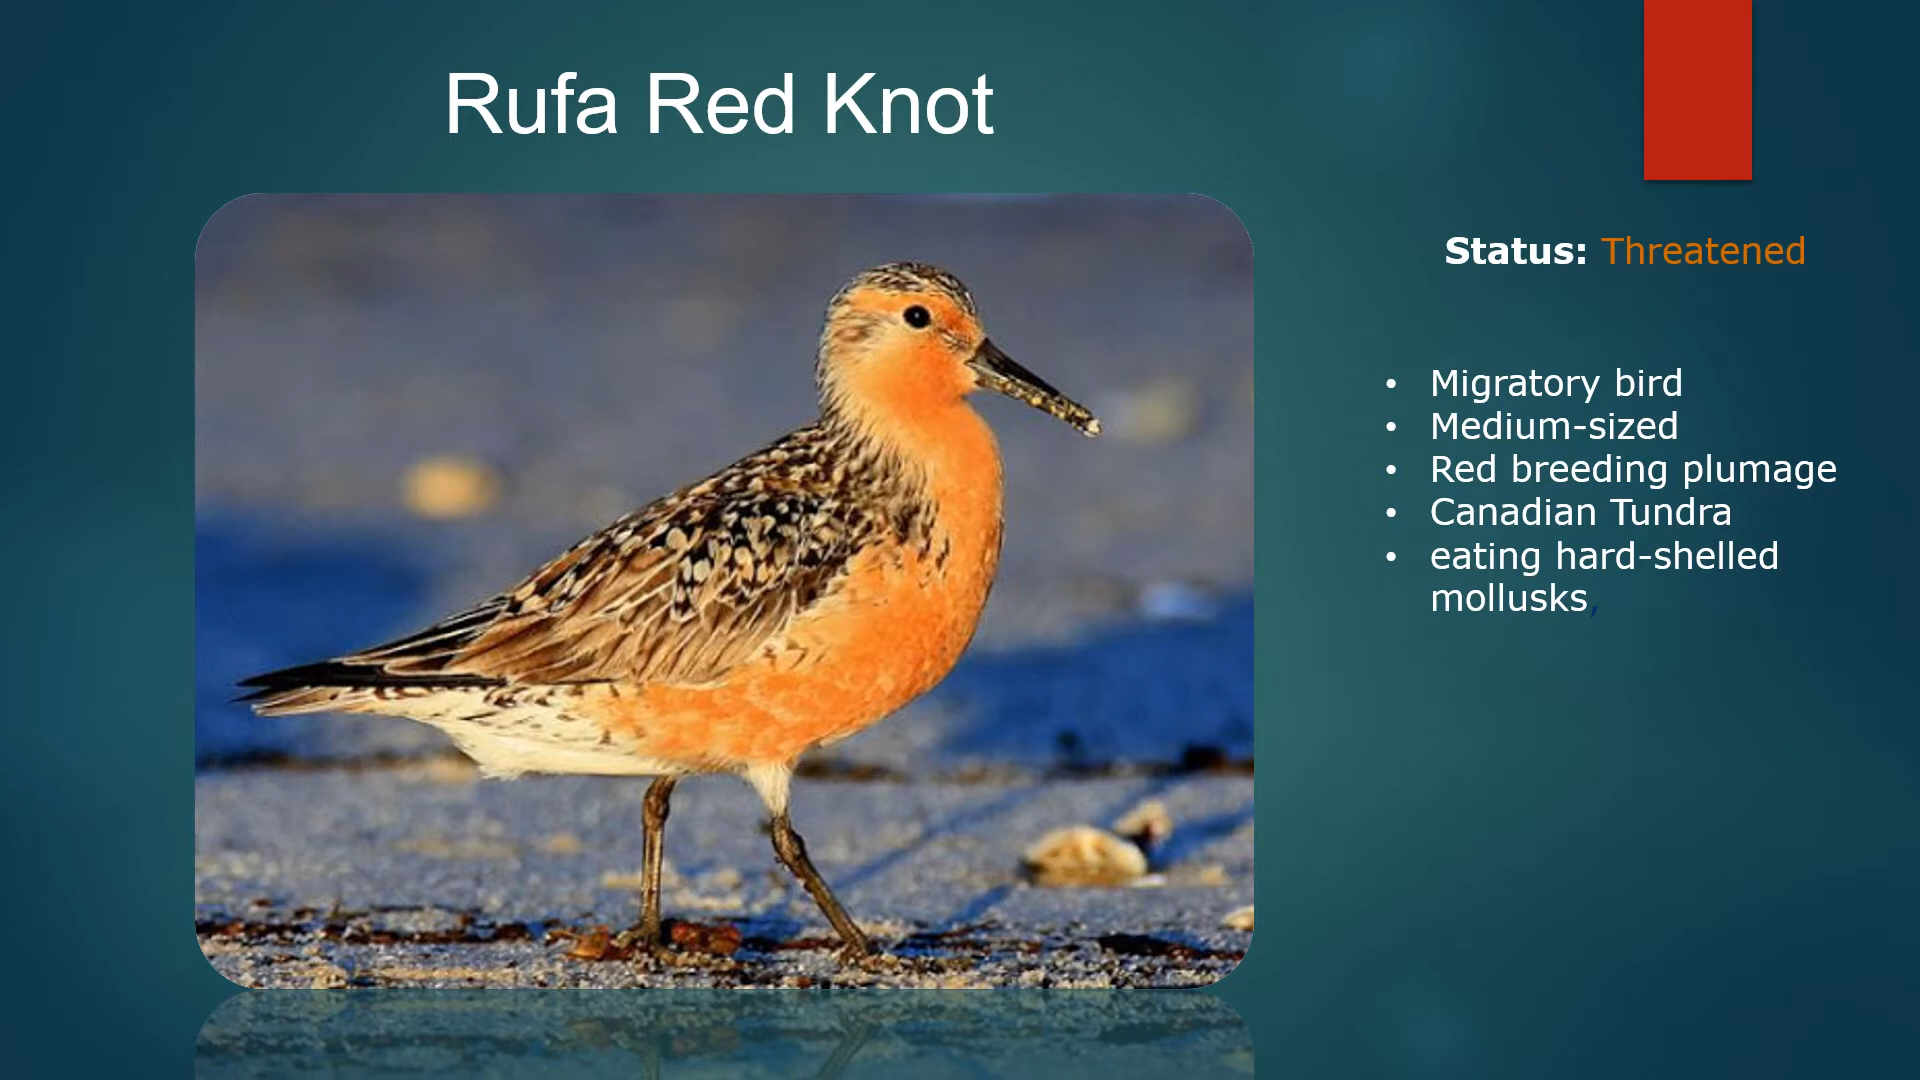 Rufa Red Knot
Status: Threatened
• Migratory bird
• Medium-sized
• Red breeding plumage
• Canadian Tundra
• eating hard-shelled
mollusks,